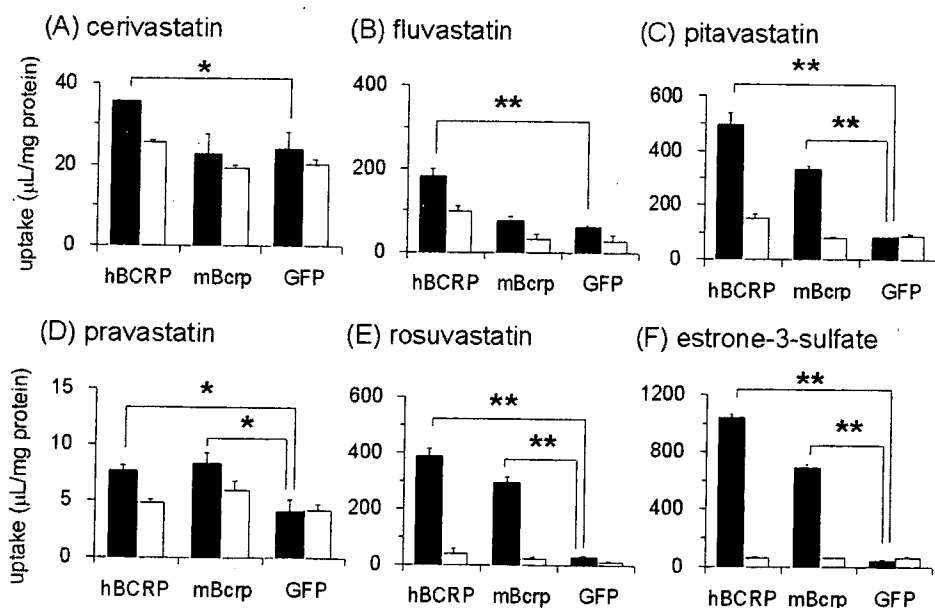 (A) cerivastatin
uptake (µL/mg protein)
40
20
0
*
hBCRP mBcrp GFP
(B) fluvastatin
400
200
0
**
hBCRP mBcrp GFP
(C) pitavastatin
600
400
200
0
**
**
hBCRP mBcrp GFP
(D) pravastatin
uptake (µL/mg protein)
15
10
5
0
*
*
hBCRP mBcrp GFP
(E) rosuvastatin
600
400
200
0
**
**
hBCRP mBcrp GFP
(F) estrone-3-sulfate
1200
800
400
0
**
**
hBCRP mBcrp GFP